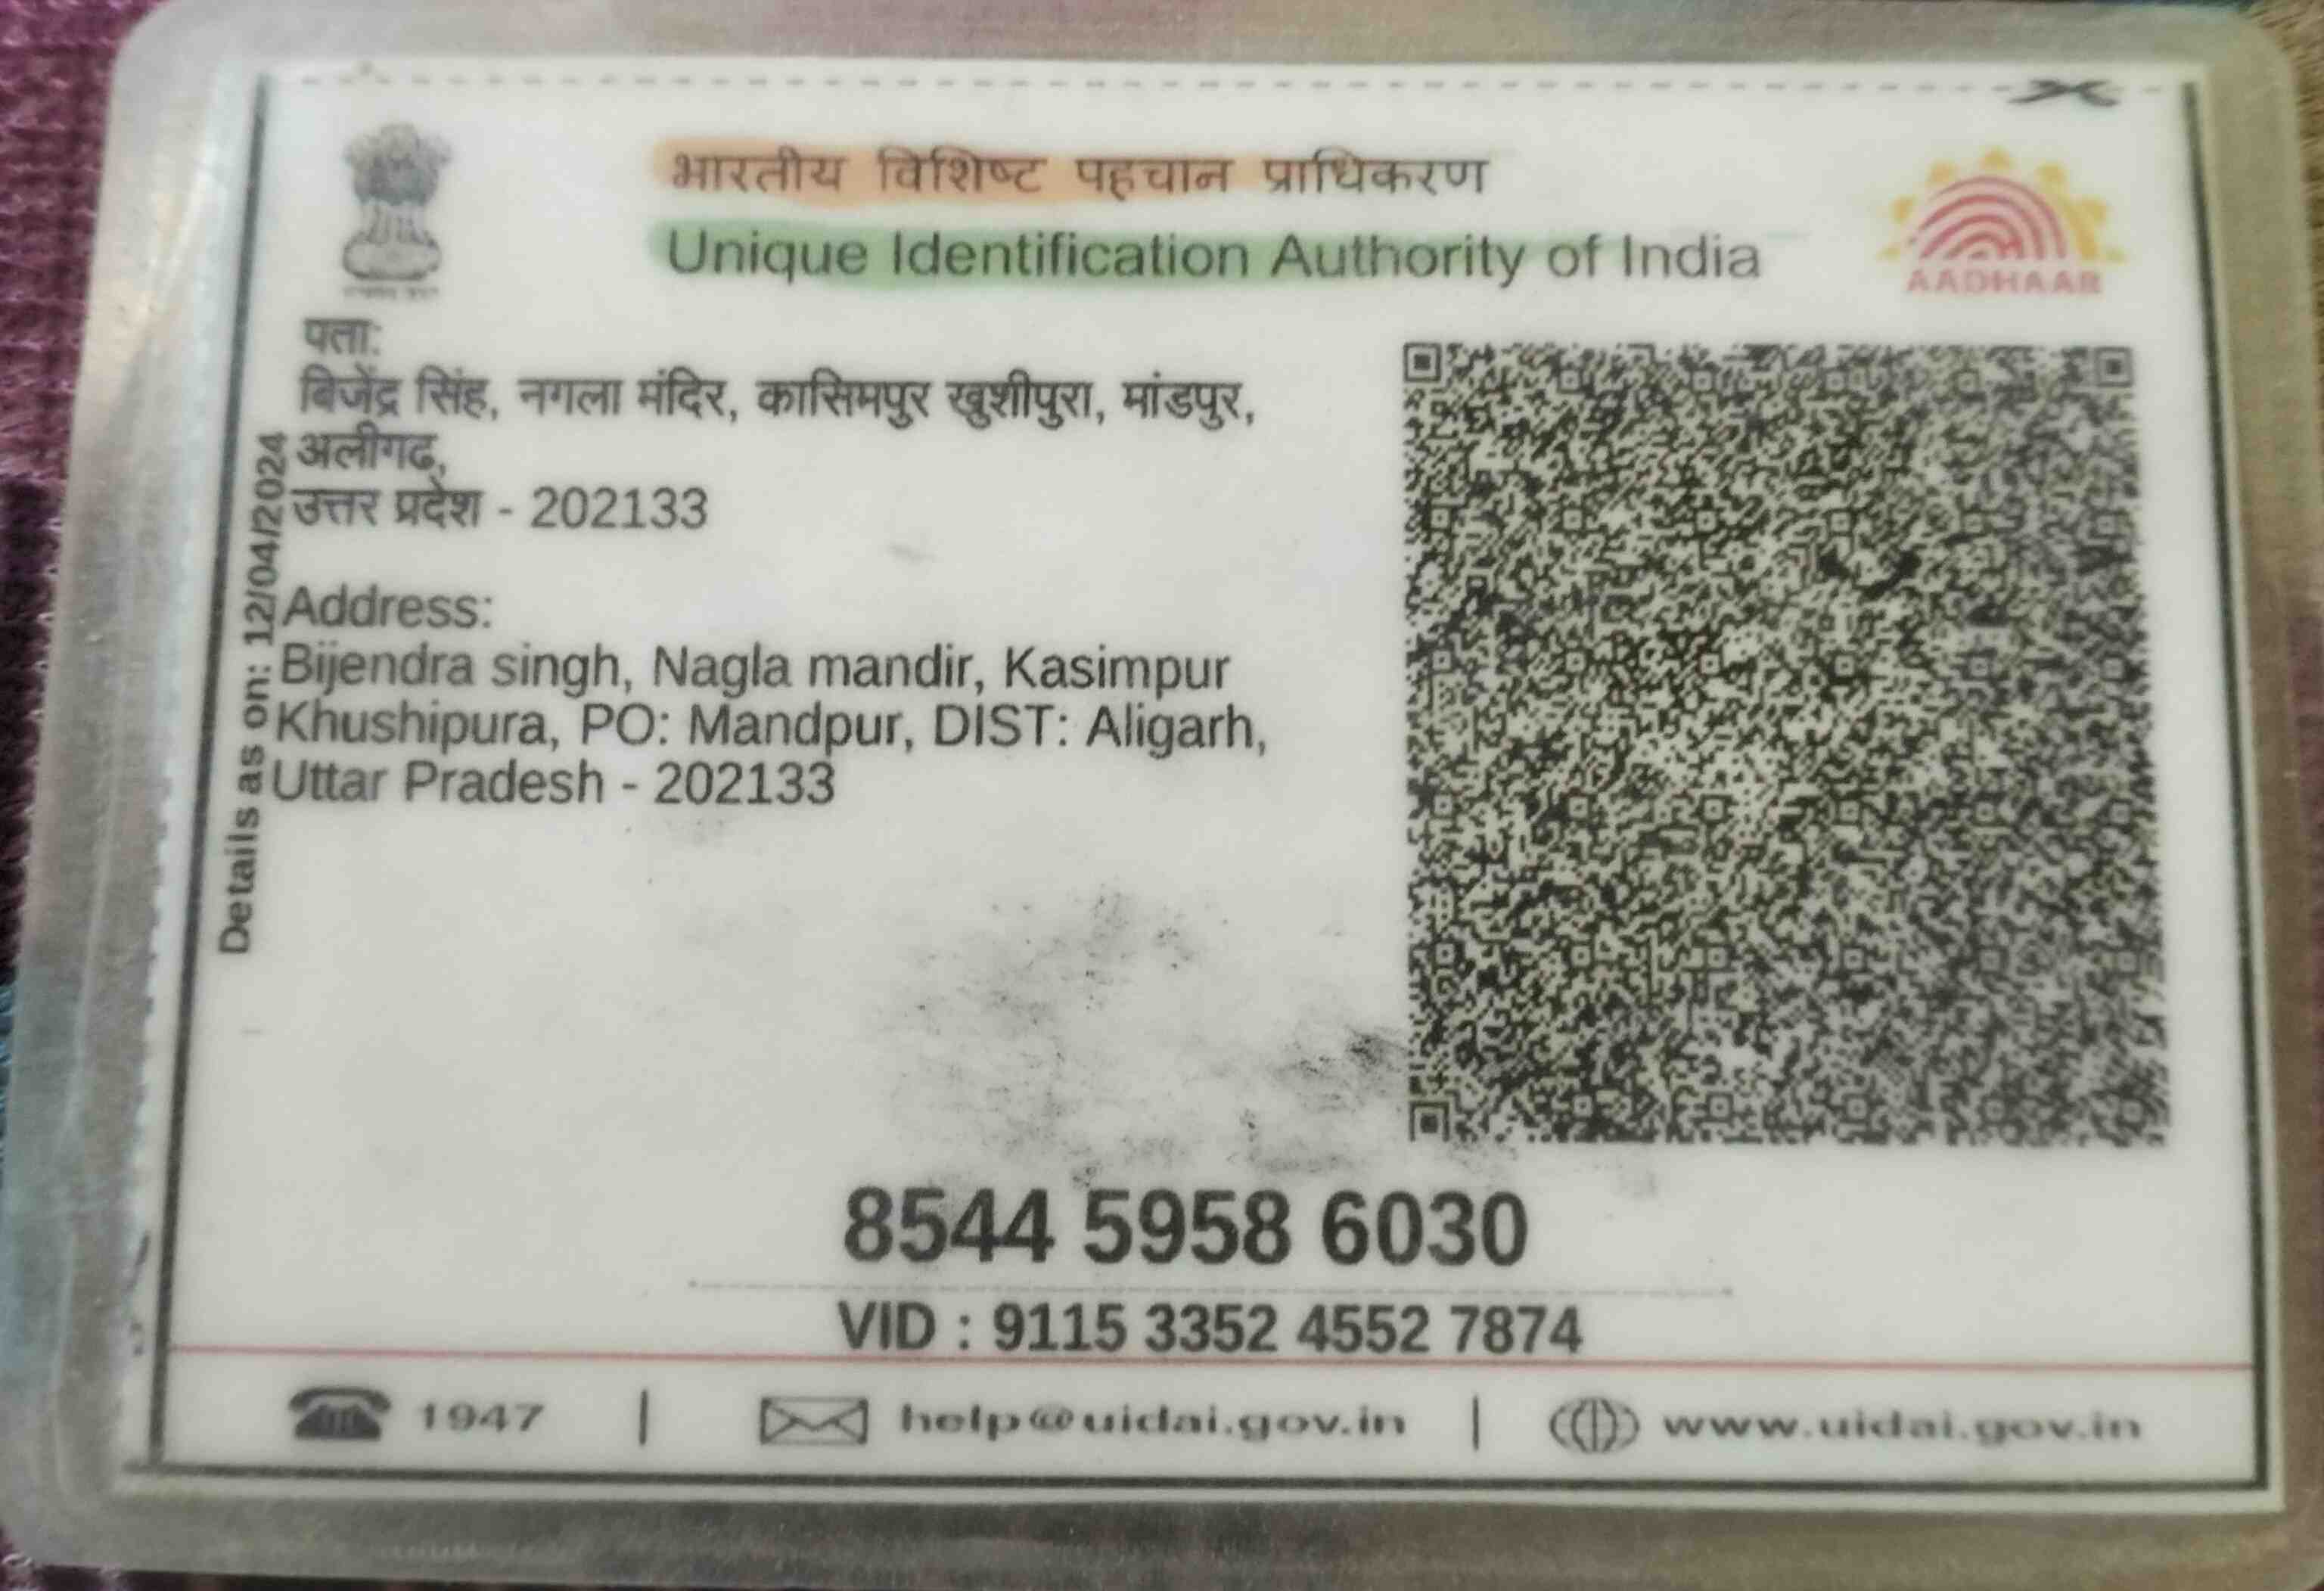 भारतीय विशिष्ट पहचान प्राधिकरण
Unique Identification Authority of India
AADHAAR
पता:
बिजेंद्र सिंह, नगला मंदिर, कासिमपुर खुशीपुरा, मांडपुर,
अलीगढ,
उत्तर प्रदेश - 202133
Address:
Bijendra singh, Nagla mandir, Kasimpur
Khushipura, PO: Mandpur, DIST: Aligarh,
Uttar Pradesh - 202133
Details as on: 12/04/2024
8544 5958 6030
VID : 9115 3352 4552 7874
1947 | help@uidai.gov.in | www.uidai.gov.in